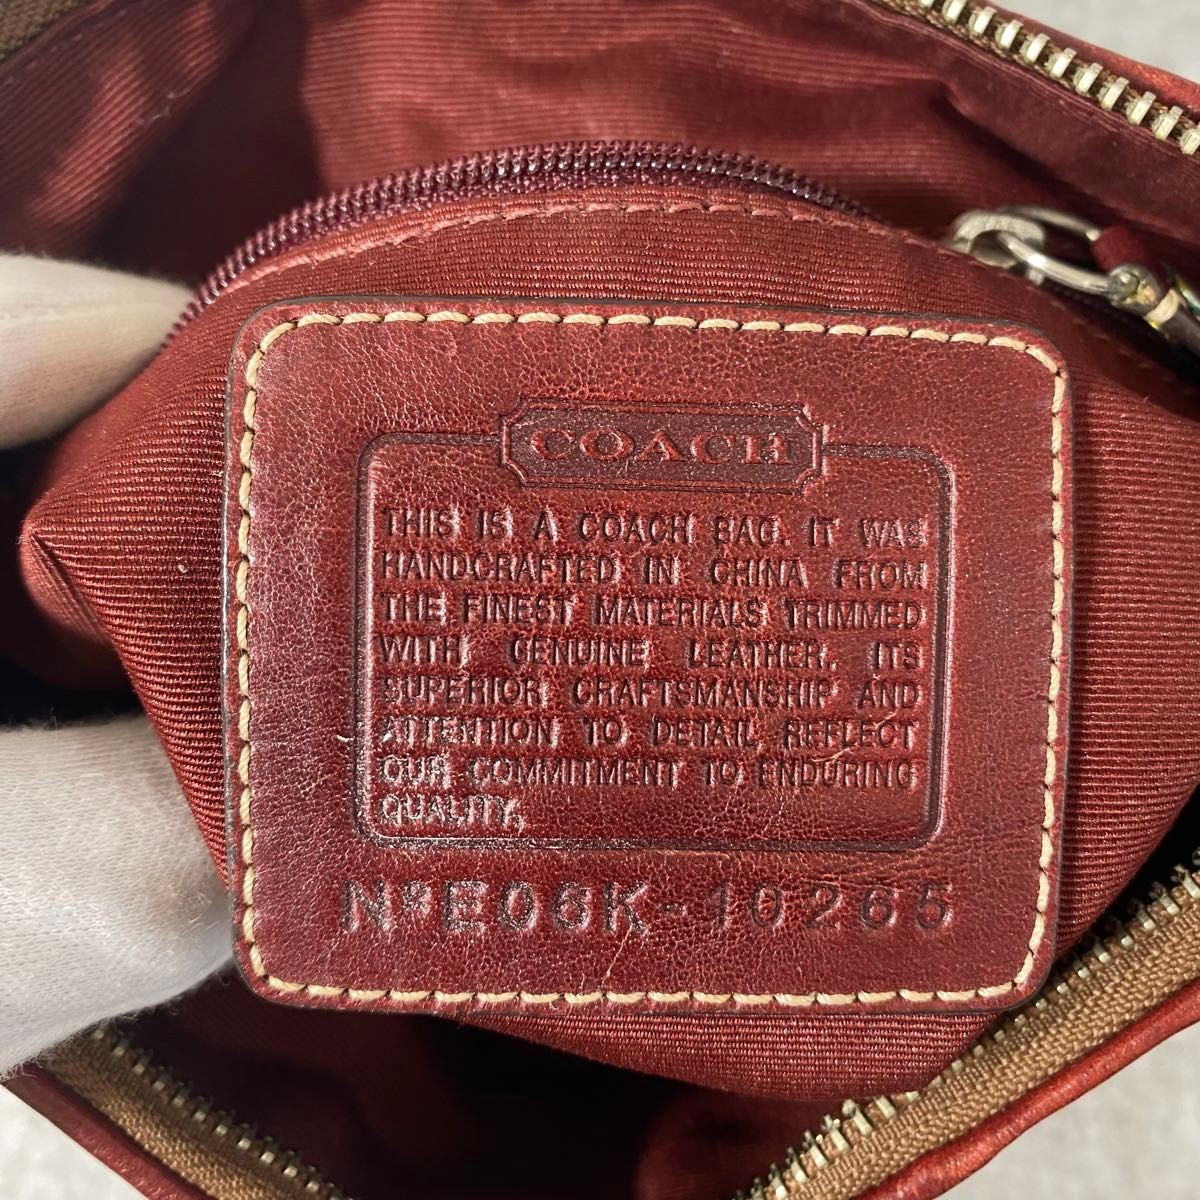 COACH
THIS IS A COACH BAG. IT WAS
HANDCRAFTED IN CHINA FROM
THE FINEST MATERIALS TRIMMED
WITH GENUINE LEATHER. ITS
SUPERIOR CRAFTSMANSHIP AND
ATTENTION TO DETAIL REFLECT
OUR COMMITMENT TO ENDURING
QUALITY.
Nº E06K-10265